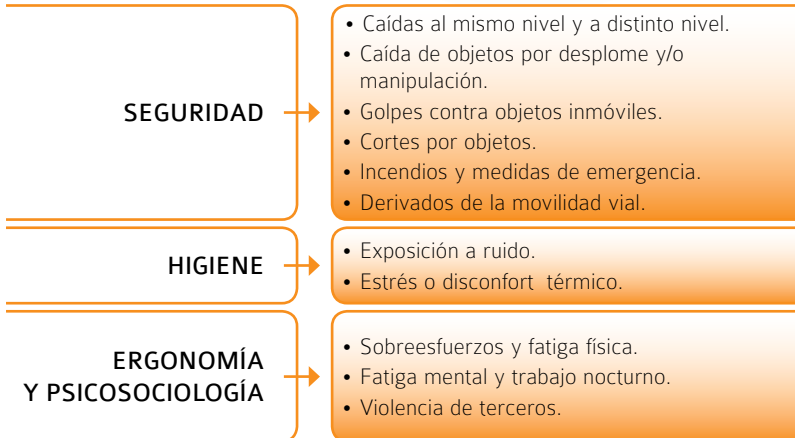 SEGURIDAD
• Caídas al mismo nivel y a distinto nivel.
• Caída de objetos por desplome y/o
manipulación.
• Golpes contra objetos inmóviles.
• Cortes por objetos.
• Incendios y medidas de emergencia.
• Derivados de la movilidad vial.
HIGIENE
• Exposición a ruido.
• Estrés o disconfort térmico.
ERGONOMÍA
Y PSICOSOCIOLOGÍA
• Sobreesfuerzos y fatiga física.
• Fatiga mental y trabajo nocturno.
• Violencia de terceros.